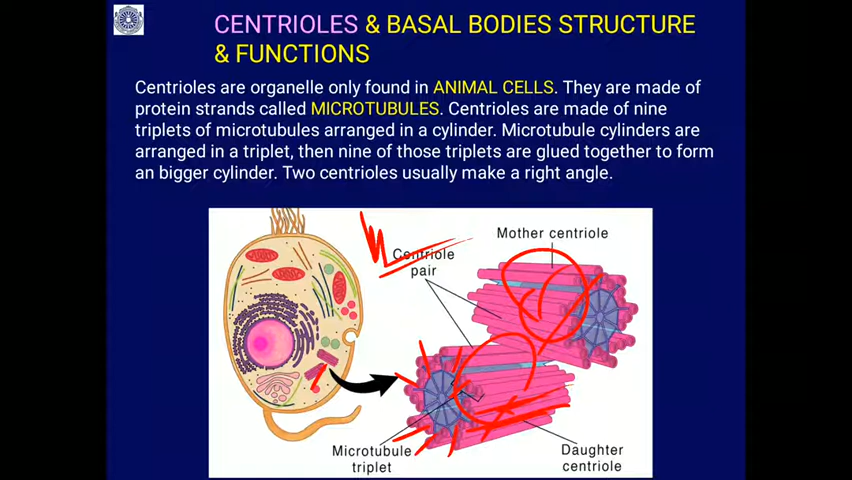 CENTRIOLES & BASAL BODIES STRUCTURE
& FUNCTIONS
Centrioles are organelle only found in ANIMAL CELLS. They are made of
protein strands called MICROTUBULES. Centrioles are made of nine
triplets of microtubules arranged in a cylinder. Microtubule cylinders are
arranged in a triplet, then nine of those triplets are glued together to form
an bigger cylinder. Two centrioles usually make a right angle.
Mother centriole
Centriole
pair
Microtubule
triplet
Daughter
centriole